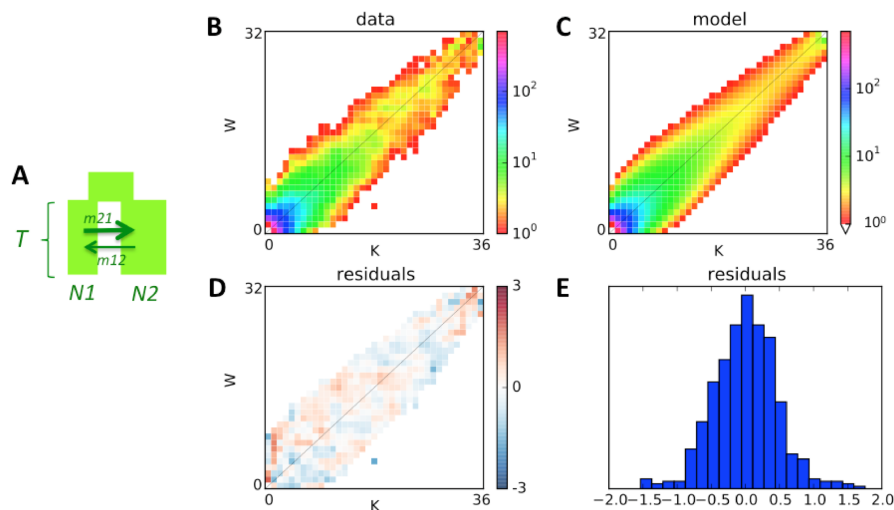 A
m21
m12
T
N1
N2
B
data
32
W
0
0
K
36
10²
10¹
10⁰
C
model
32
W
0
0
K
36
10²
10¹
10⁰
D
residuals
32
W
0
0
K
36
3
0
-3
E
residuals
−2.0 −1.5 −1.0 −0.5 0.0 0.5 1.0 1.5 2.0